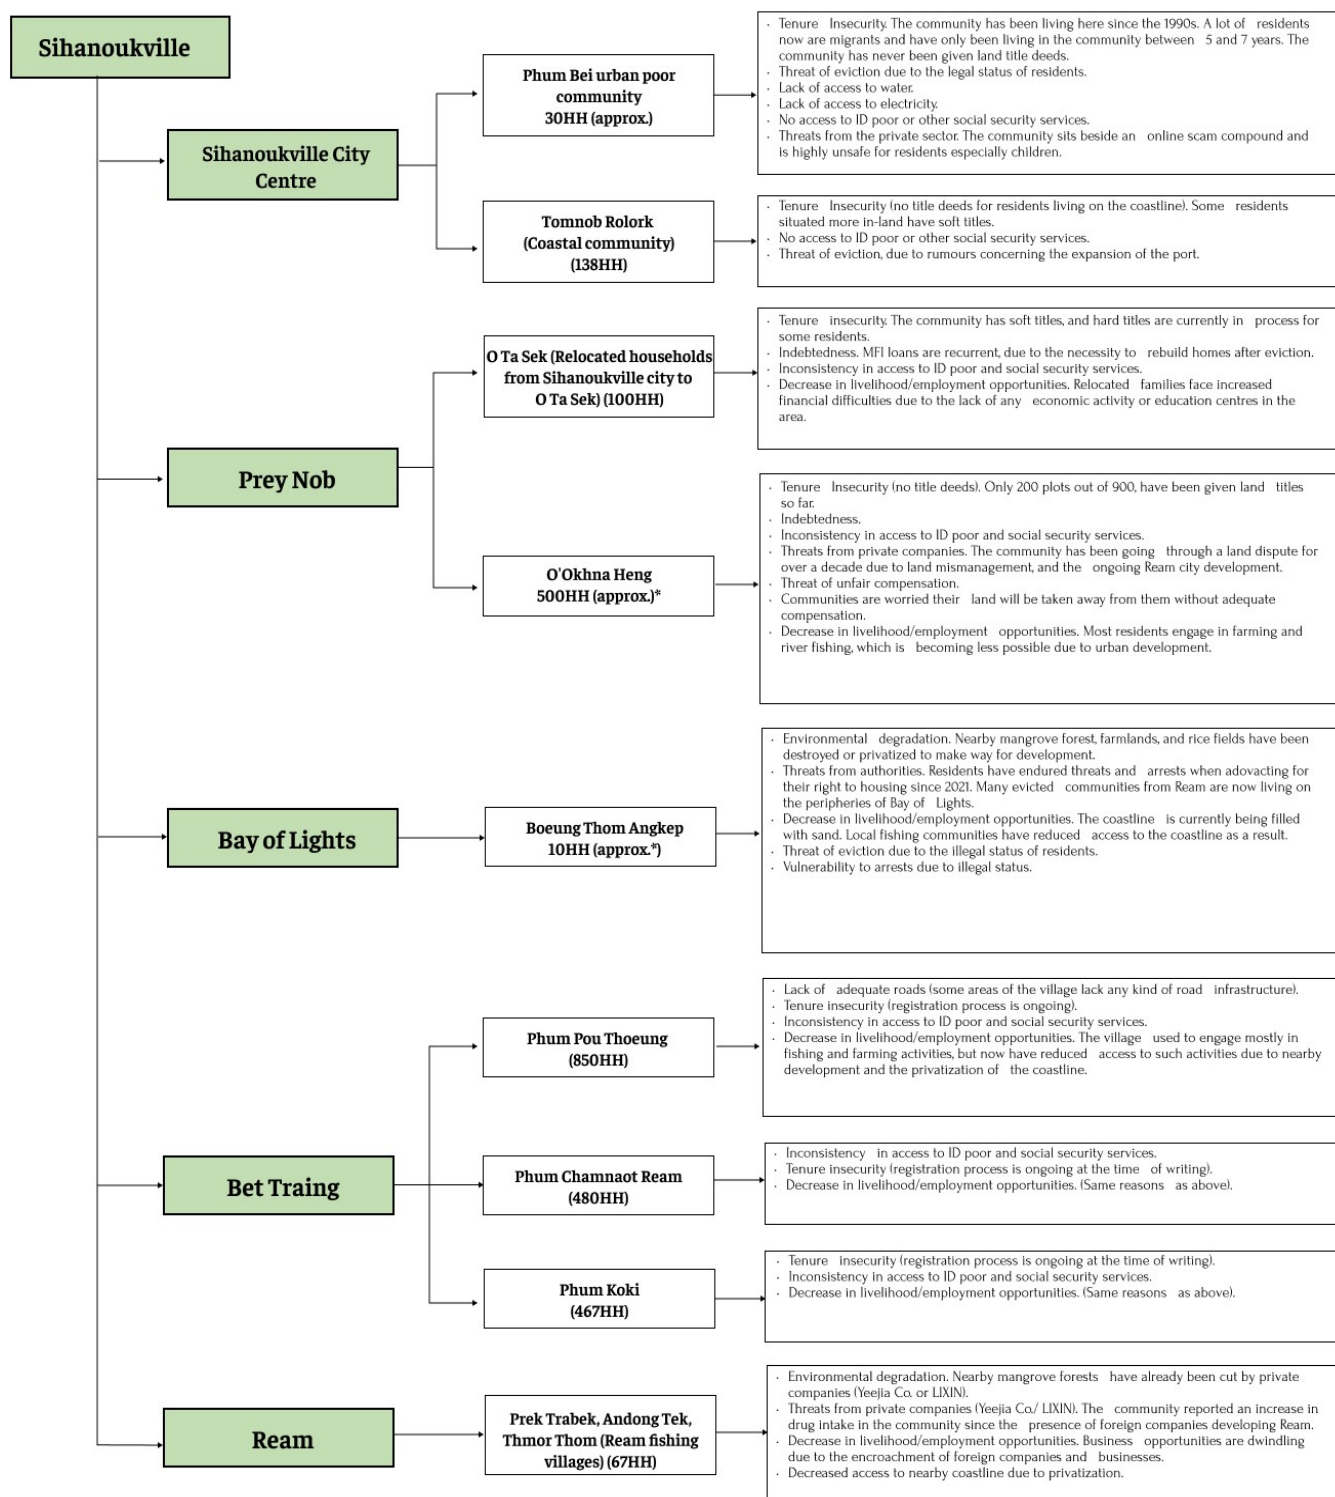 Sihanoukville
Sihanoukville City
Centre
Phum Bei urban poor
community
30HH (approx.)
· Tenure Insecurity. The community has been living here since the 1990s. A lot of residents
now are migrants and have only been living in the community between 5 and 7 years. The
community has never been given land title deeds.
· Threat of eviction due to the legal status of residents.
· Lack of access to water.
· Lack of access to electricity.
· No access to ID poor or other social security services.
· Threats from the private sector. The community sits beside an online scam compound and
is highly unsafe for residents especially children.
Tomnob Rolork
(Coastal community)
(138HH)
· Tenure Insecurity (no title deeds for residents living on the coastline). Some residents
situated more in-land have soft titles.
· No access to ID poor or other social security services.
· Threat of eviction, due to rumours concerning the expansion of the port.
Prey Nob
O Ta Sek (Relocated households
from Sihanoukville city to
O Ta Sek) (100HH)
· Tenure insecurity. The community has soft titles, and hard titles are currently in process for
some residents.
· Indebtedness. MFI loans are recurrent, due to the necessity to rebuild homes after eviction.
· Inconsistency in access to ID poor and social security services.
· Decrease in livelihood/employment opportunities. Relocated families face increased
financial difficulties due to the lack of any economic activity or education centres in the
area.
O'Okhna Heng
500HH (approx.)*
· Tenure Insecurity (no title deeds). Only 200 plots out of 900, have been given land titles
so far.
· Indebtedness.
· Inconsistency in access to ID poor and social security services.
· Threats from private companies. The community has been going through a land dispute for
over a decade due to land mismanagement, and the ongoing Ream city development.
· Threat of unfair compensation.
· Communities are worried their land will be taken away from them without adequate
compensation.
· Decrease in livelihood/employment opportunities. Most residents engage in farming and
river fishing, which is becoming less possible due to urban development.
Bay of Lights
Boeung Thom Angkep
10HH (approx.*)
· Environmental degradation. Nearby mangrove forest, farmlands, and rice fields have been
destroyed or privatized to make way for development.
· Threats from authorities. Residents have endured threats and arrests when adovacting for
their right to housing since 2021. Many evicted communities from Ream are now living on
the peripheries of Bay of Lights.
· Decrease in livelihood/employment opportunities. The coastline is currently being filled
with sand. Local fishing communities have reduced access to the coastline as a result.
· Threat of eviction due to the illegal status of residents.
· Vulnerability to arrests due to illegal status.
Bet Traing
Phum Pou Thoeung
(850HH)
· Lack of adequate roads (some areas of the village lack any kind of road infrastructure).
· Tenure insecurity (registration process is ongoing).
· Inconsistency in access to ID poor and social security services.
· Decrease in livelihood/employment opportunities. The village used to engage mostly in
fishing and farming activities, but now have reduced access to such activities due to nearby
development and the privatization of the coastline.
Phum Chamnaot Ream
(480HH)
· Inconsistency in access to ID poor and social security services.
· Tenure insecurity (registration process is ongoing at the time of writing).
· Decrease in livelihood/employment opportunities. (Same reasons as above).
Phum Koki
(467HH)
· Tenure insecurity (registration process is ongoing at the time of writing).
· Inconsistency in access to ID poor and social security services.
· Decrease in livelihood/employment opportunities. (Same reasons as above).
Ream
Prek Trabek, Andong Tek,
Thmor Thom (Ream fishing
villages) (67HH)
· Environmental degradation. Nearby mangrove forests have already been cut by private
companies (Yeejia Co. or LIXIN).
· Threats from private companies (Yeejia Co./ LIXIN). The community reported an increase in
drug intake in the community since the presence of foreign companies developing Ream.
· Decrease in livelihood/employment opportunities. Business opportunities are dwindling
due to the encroachment of foreign companies and businesses.
· Decreased access to nearby coastline due to privatization.